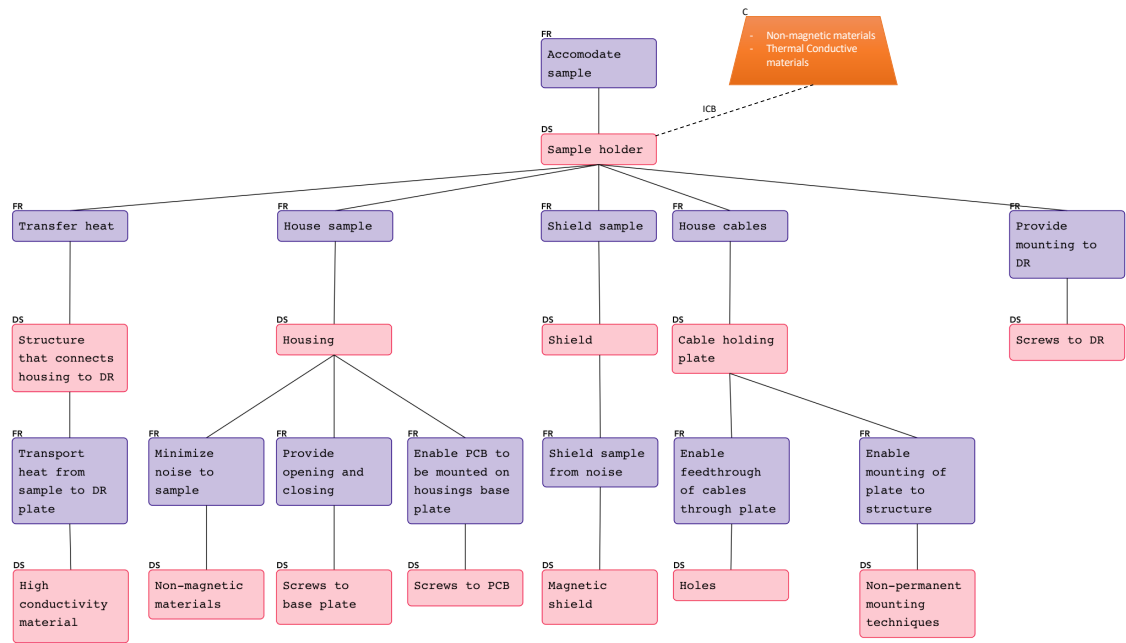 C
- Non-magnetic materials
- Thermal Conductive
materials
FR
Accomodate
sample
ICB
DS
Sample holder
FR
Transfer heat
FR
House sample
FR
Shield sample
FR
House cables
FR
Provide
mounting to
DR
DS
Structure
that connects
housing to DR
DS
Housing
DS
Shield
DS
Cable holding
plate
DS
Screws to DR
FR
Transport
heat from
sample to DR
plate
FR
Minimize
noise to
sample
FR
Provide
opening and
closing
FR
Enable PCB to
be mounted on
housings base
plate
FR
Shield sample
from noise
FR
Enable
feedthrough
of cables
through plate
FR
Enable
mounting of
plate to
structure
DS
High
conductivity
material
DS
Non-magnetic
materials
DS
Screws to
base plate
DS
Screws to PCB
DS
Magnetic
shield
DS
Holes
DS
Non-permanent
mounting
techniques